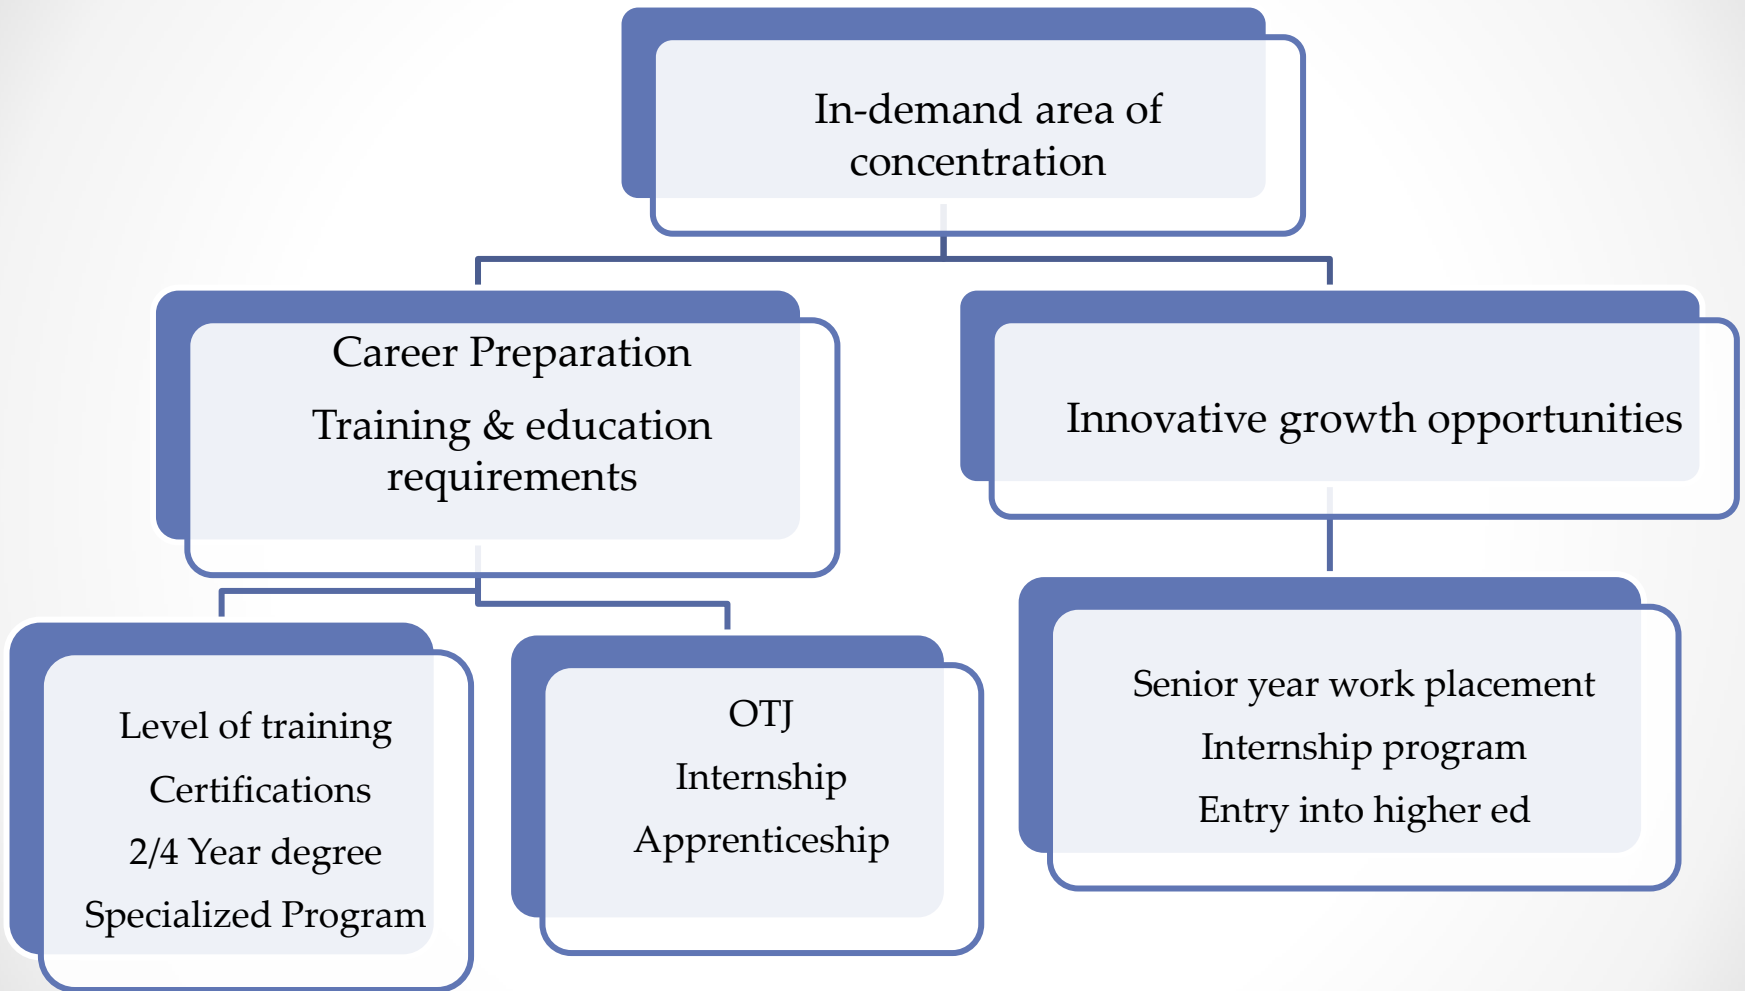 In-demand area of
concentration
Career Preparation
Training & education
requirements
Innovative growth opportunities
Level of training
Certifications
2/4 Year degree
Specialized Program
OTJ
Internship
Apprenticeship
Senior year work placement
Internship program
Entry into higher ed